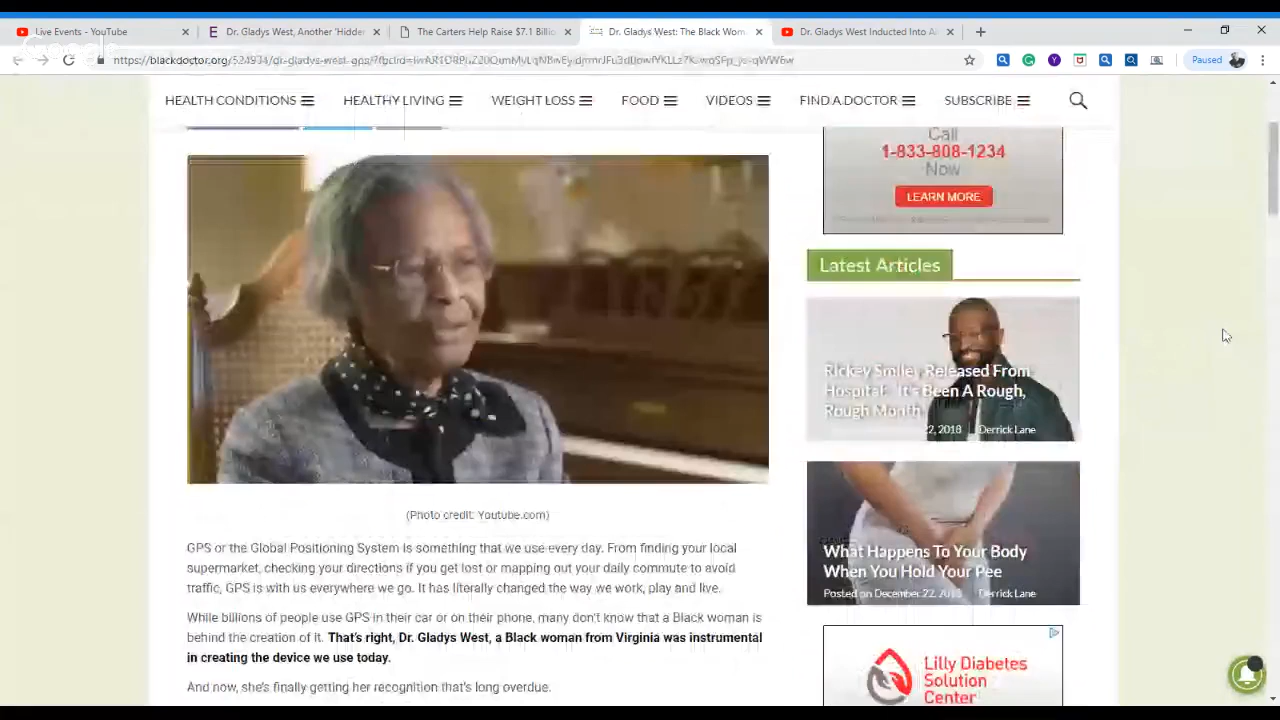 Live Events - YouTube
Dr. Gladys West, Another 'Hidden
The Carters Help Raise $7.1 Billio
Dr. Gladys West: The Black Wom
Dr. Gladys West Inducted Into Ai
Google
Paused
HEALTH CONDITIONS
HEALTHY LIVING
WEIGHT LOSS
FOOD
VIDEOS
FIND A DOCTOR
SUBSCRIBE
Call
1-833-808-1234
Now
LEARN MORE
Latest Articles
Rickey Smiley Released From
Hospital: "It's Been A Rough,
Rough Month
22, 2018 | Derrick Lane
What Happens To Your Body
When You Hold Your Pee
Posted on December 22, 2018 Derrick Lane
Lilly Diabetes
Solution
Center
(Photo credit: Youtube.com)
GPS or the Global Positioning System is something that we use every day. From finding your local
supermarket, checking your directions if you get lost or mapping out your daily commute to avoid
traffic, GPS is with us everywhere we go. It has literally changed the way we work, play and live.
While billions of people use GPS in their car or on their phone, many don't know that a Black woman is
behind the creation of it. That's right, Dr. Gladys West, a Black woman from Virginia was instrumental
in creating the device we use today.
And now, she's finally getting her recognition that's long overdue.